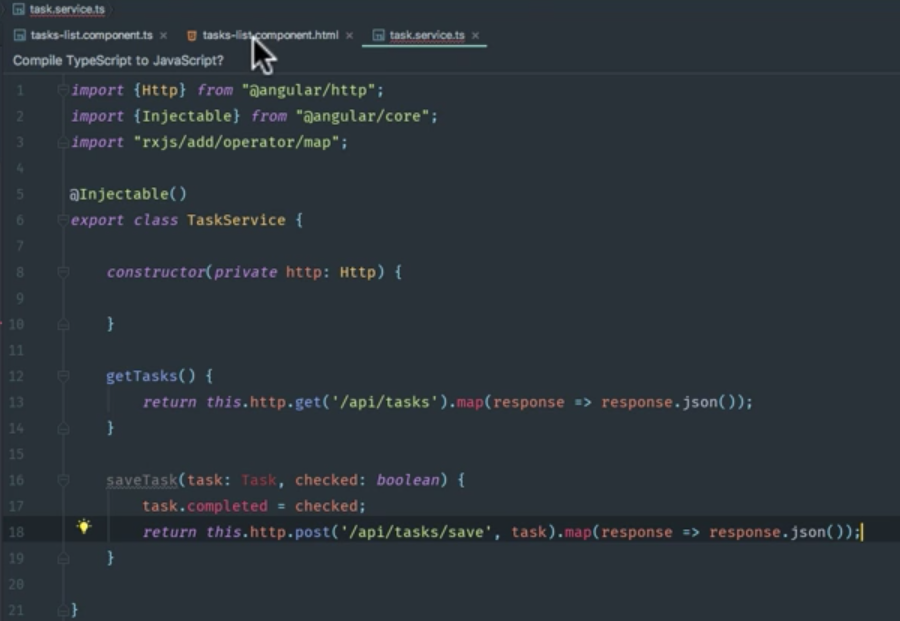 task.service.ts
tasks-list.component.ts × tasks-list.component.html × task.service.ts ×
Compile TypeScript to JavaScript?
1 import {Http} from "@angular/http";
2 import {Injectable} from "@angular/core";
3 import "rxjs/add/operator/map";
4
5 @Injectable()
6 export class TaskService {
7
8 constructor(private http: Http) {
9
10 }
11
12 getTasks() {
13 return this.http.get('/api/tasks').map(response => response.json());
14 }
15
16 saveTask(task: Task, checked: boolean) {
17 task.completed = checked;
18 return this.http.post('/api/tasks/save', task).map(response => response.json());
19 }
20
21 }